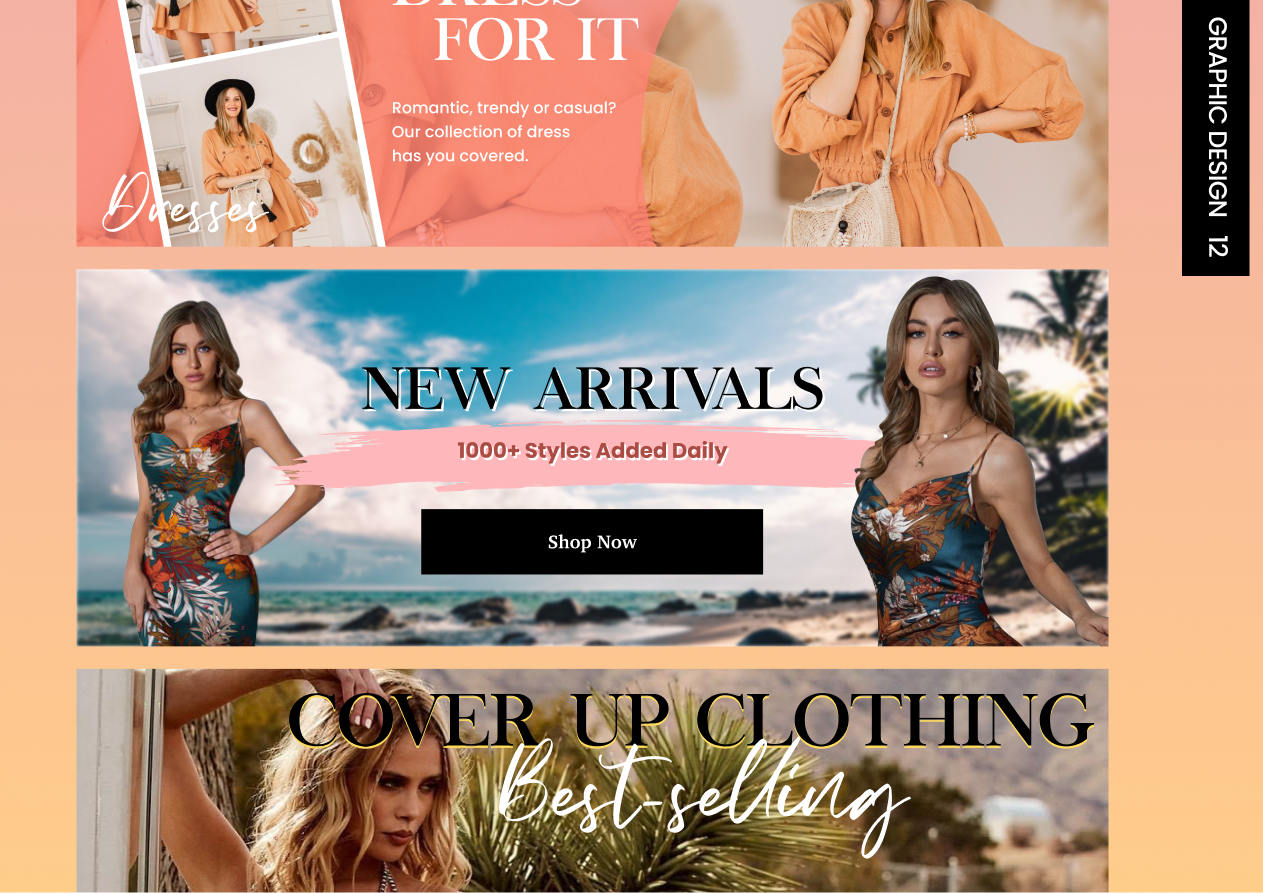 DRESS
FOR IT
Romantic, trendy or casual?
Our collection of dress
has you covered.
Dresses
GRAPHIC DESIGN 12
NEW ARRIVALS
1000+ Styles Added Daily
Shop Now
COVER UP CLOTHING
Best-selling